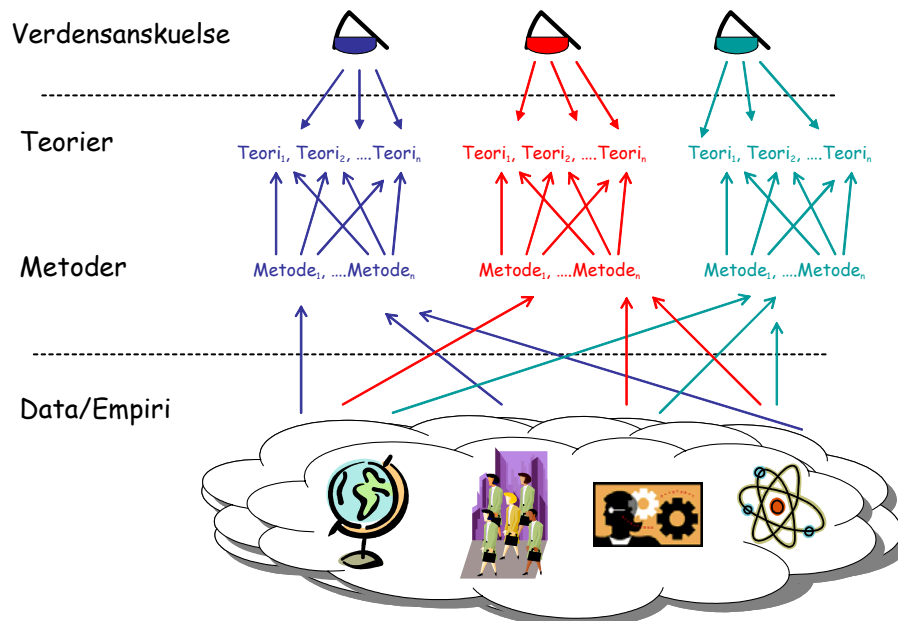 Verdensanskuelse
Teorier
Teori₁, Teori₂, ....Teoriₙ
Teori₁, Teori₂, ....Teoriₙ
Teori₁, Teori₂, ....Teoriₙ
Metoder
Metode₁, ....Metodeₙ
Metode₁, ....Metodeₙ
Metode₁, ....Metodeₙ
Data/Empiri